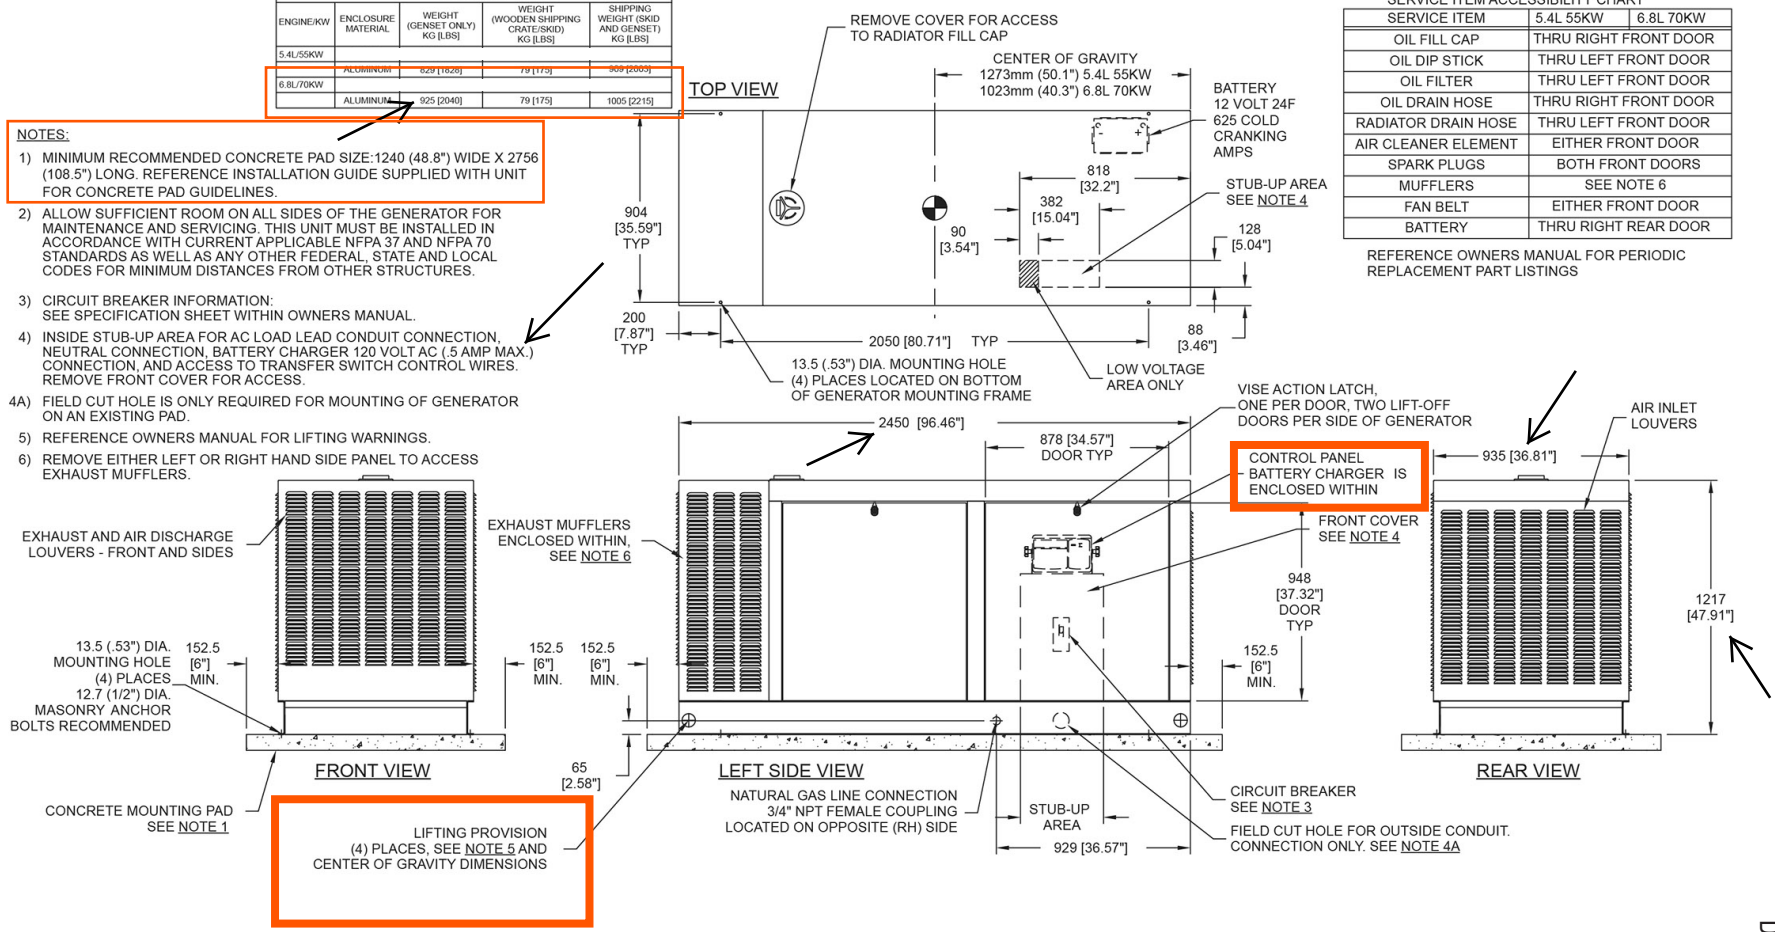 SERVICE ITEM ACCESSIBILITY CHART
ENGINE/KW
ENCLOSURE
MATERIAL
WEIGHT
(GENSET ONLY)
KG [LBS]
WEIGHT
(WOODEN SHIPPING
CRATE/SKID)
KG [LBS]
SHIPPING
WEIGHT (SKID
AND GENSET)
KG [LBS]
5.4L/55KW
ALUMINUM 829 [1828] 79 [175] 909 [2003]
6.8L/70KW
ALUMINUM 925 [2040] 79 [175] 1005 [2215]
NOTES:
1) MINIMUM RECOMMENDED CONCRETE PAD SIZE:1240 (48.8") WIDE X 2756
(108.5") LONG. REFERENCE INSTALLATION GUIDE SUPPLIED WITH UNIT
FOR CONCRETE PAD GUIDELINES.
2) ALLOW SUFFICIENT ROOM ON ALL SIDES OF THE GENERATOR FOR
MAINTENANCE AND SERVICING. THIS UNIT MUST BE INSTALLED IN
ACCORDANCE WITH CURRENT APPLICABLE NFPA 37 AND NFPA 70
STANDARDS AS WELL AS ANY OTHER FEDERAL, STATE AND LOCAL
CODES FOR MINIMUM DISTANCES FROM OTHER STRUCTURES.
3) CIRCUIT BREAKER INFORMATION:
SEE SPECIFICATION SHEET WITHIN OWNERS MANUAL.
4) INSIDE STUB-UP AREA FOR AC LOAD LEAD CONDUIT CONNECTION,
NEUTRAL CONNECTION, BATTERY CHARGER 120 VOLT AC (.5 AMP MAX.)
CONNECTION, AND ACCESS TO TRANSFER SWITCH CONTROL WIRES.
REMOVE FRONT COVER FOR ACCESS.
4A) FIELD CUT HOLE IS ONLY REQUIRED FOR MOUNTING OF GENERATOR
ON AN EXISTING PAD.
5) REFERENCE OWNERS MANUAL FOR LIFTING WARNINGS.
6) REMOVE EITHER LEFT OR RIGHT HAND SIDE PANEL TO ACCESS
EXHAUST MUFFLERS.
REMOVE COVER FOR ACCESS
TO RADIATOR FILL CAP
TOP VIEW
CENTER OF GRAVITY
1273mm (50.1") 5.4L 55KW
1023mm (40.3") 6.8L 70KW
BATTERY
12 VOLT 24F
625 COLD
CRANKING
AMPS
- +
904
[35.59"]
TYP
818
[32.2"]
382
[15.04"]
90
[3.54"]
STUB-UP AREA
SEE NOTE 4
128
[5.04"]
200
[7.87"]
TYP
2050 [80.71"] TYP
88
[3.46"]
13.5 (.53") DIA. MOUNTING HOLE
(4) PLACES LOCATED ON BOTTOM
OF GENERATOR MOUNTING FRAME
LOW VOLTAGE
AREA ONLY
SERVICE ITEM 5.4L 55KW 6.8L 70KW
OIL FILL CAP THRU RIGHT FRONT DOOR
OIL DIP STICK THRU LEFT FRONT DOOR
OIL FILTER THRU LEFT FRONT DOOR
OIL DRAIN HOSE THRU RIGHT FRONT DOOR
RADIATOR DRAIN HOSE THRU LEFT FRONT DOOR
AIR CLEANER ELEMENT EITHER FRONT DOOR
SPARK PLUGS BOTH FRONT DOORS
MUFFLERS SEE NOTE 6
FAN BELT EITHER FRONT DOOR
BATTERY THRU RIGHT REAR DOOR
REFERENCE OWNERS MANUAL FOR PERIODIC
REPLACEMENT PART LISTINGS
EXHAUST AND AIR DISCHARGE
LOUVERS - FRONT AND SIDES
13.5 (.53") DIA.
MOUNTING HOLE
(4) PLACES
12.7 (1/2") DIA.
MASONRY ANCHOR
BOLTS RECOMMENDED
152.5
[6"]
MIN.
152.5
[6"]
MIN.
FRONT VIEW
CONCRETE MOUNTING PAD
SEE NOTE 1
LIFTING PROVISION
(4) PLACES, SEE NOTE 5 AND
CENTER OF GRAVITY DIMENSIONS
EXHAUST MUFFLERS
ENCLOSED WITHIN,
SEE NOTE 6
152.5
[6"]
MIN.
65
[2.58"]
2450 [96.46"]
878 [34.57"]
DOOR TYP
VISE ACTION LATCH,
ONE PER DOOR, TWO LIFT-OFF
DOORS PER SIDE OF GENERATOR
CONTROL PANEL
BATTERY CHARGER IS
ENCLOSED WITHIN
FRONT COVER
SEE NOTE 4
948
[37.32"]
DOOR
TYP
152.5
[6"]
MIN.
LEFT SIDE VIEW
NATURAL GAS LINE CONNECTION
3/4" NPT FEMALE COUPLING
LOCATED ON OPPOSITE (RH) SIDE
STUB-UP
AREA
929 [36.57"]
CIRCUIT BREAKER
SEE NOTE 3
FIELD CUT HOLE FOR OUTSIDE CONDUIT.
CONNECTION ONLY. SEE NOTE 4A
AIR INLET
LOUVERS
935 [36.81"]
1217
[47.91"]
REAR VIEW